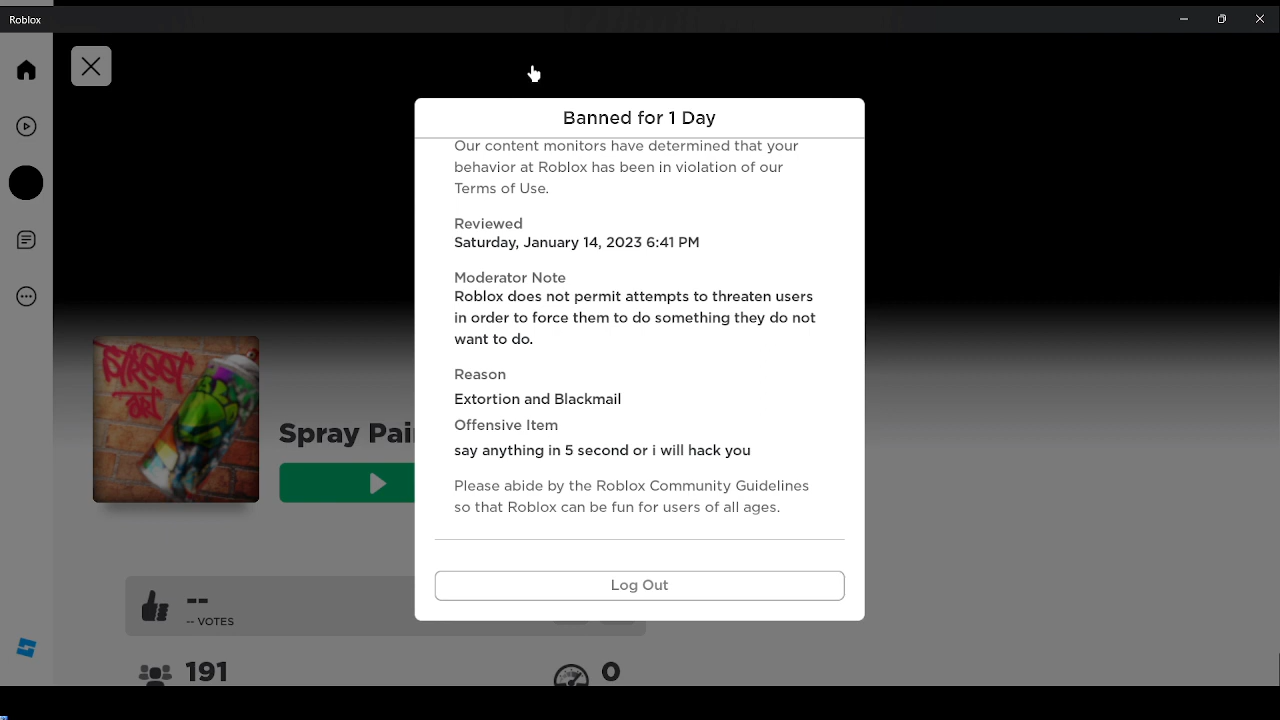 Roblox
Banned for 1 Day
Our content monitors have determined that your
behavior at Roblox has been in violation of our
Terms of Use.
Reviewed
Saturday, January 14, 2023 6:41 PM
Moderator Note
Roblox does not permit attempts to threaten users
in order to force them to do something they do not
want to do.
Reason
Extortion and Blackmail
Offensive Item
say anything in 5 second or i will hack you
Please abide by the Roblox Community Guidelines
so that Roblox can be fun for users of all ages.
Log Out
STREET
ART
Spray Pai
--
-- VOTES
191
0